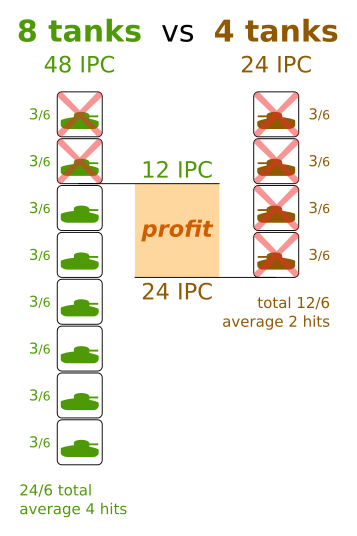 8 tanks vs 4 tanks
48 IPC 24 IPC
3/6 3/6
3/6 3/6
12 IPC
3/6 3/6
profit
3/6 3/6
24 IPC
3/6
total 12/6
average 2 hits
3/6
3/6
3/6
24/6 total
average 4 hits